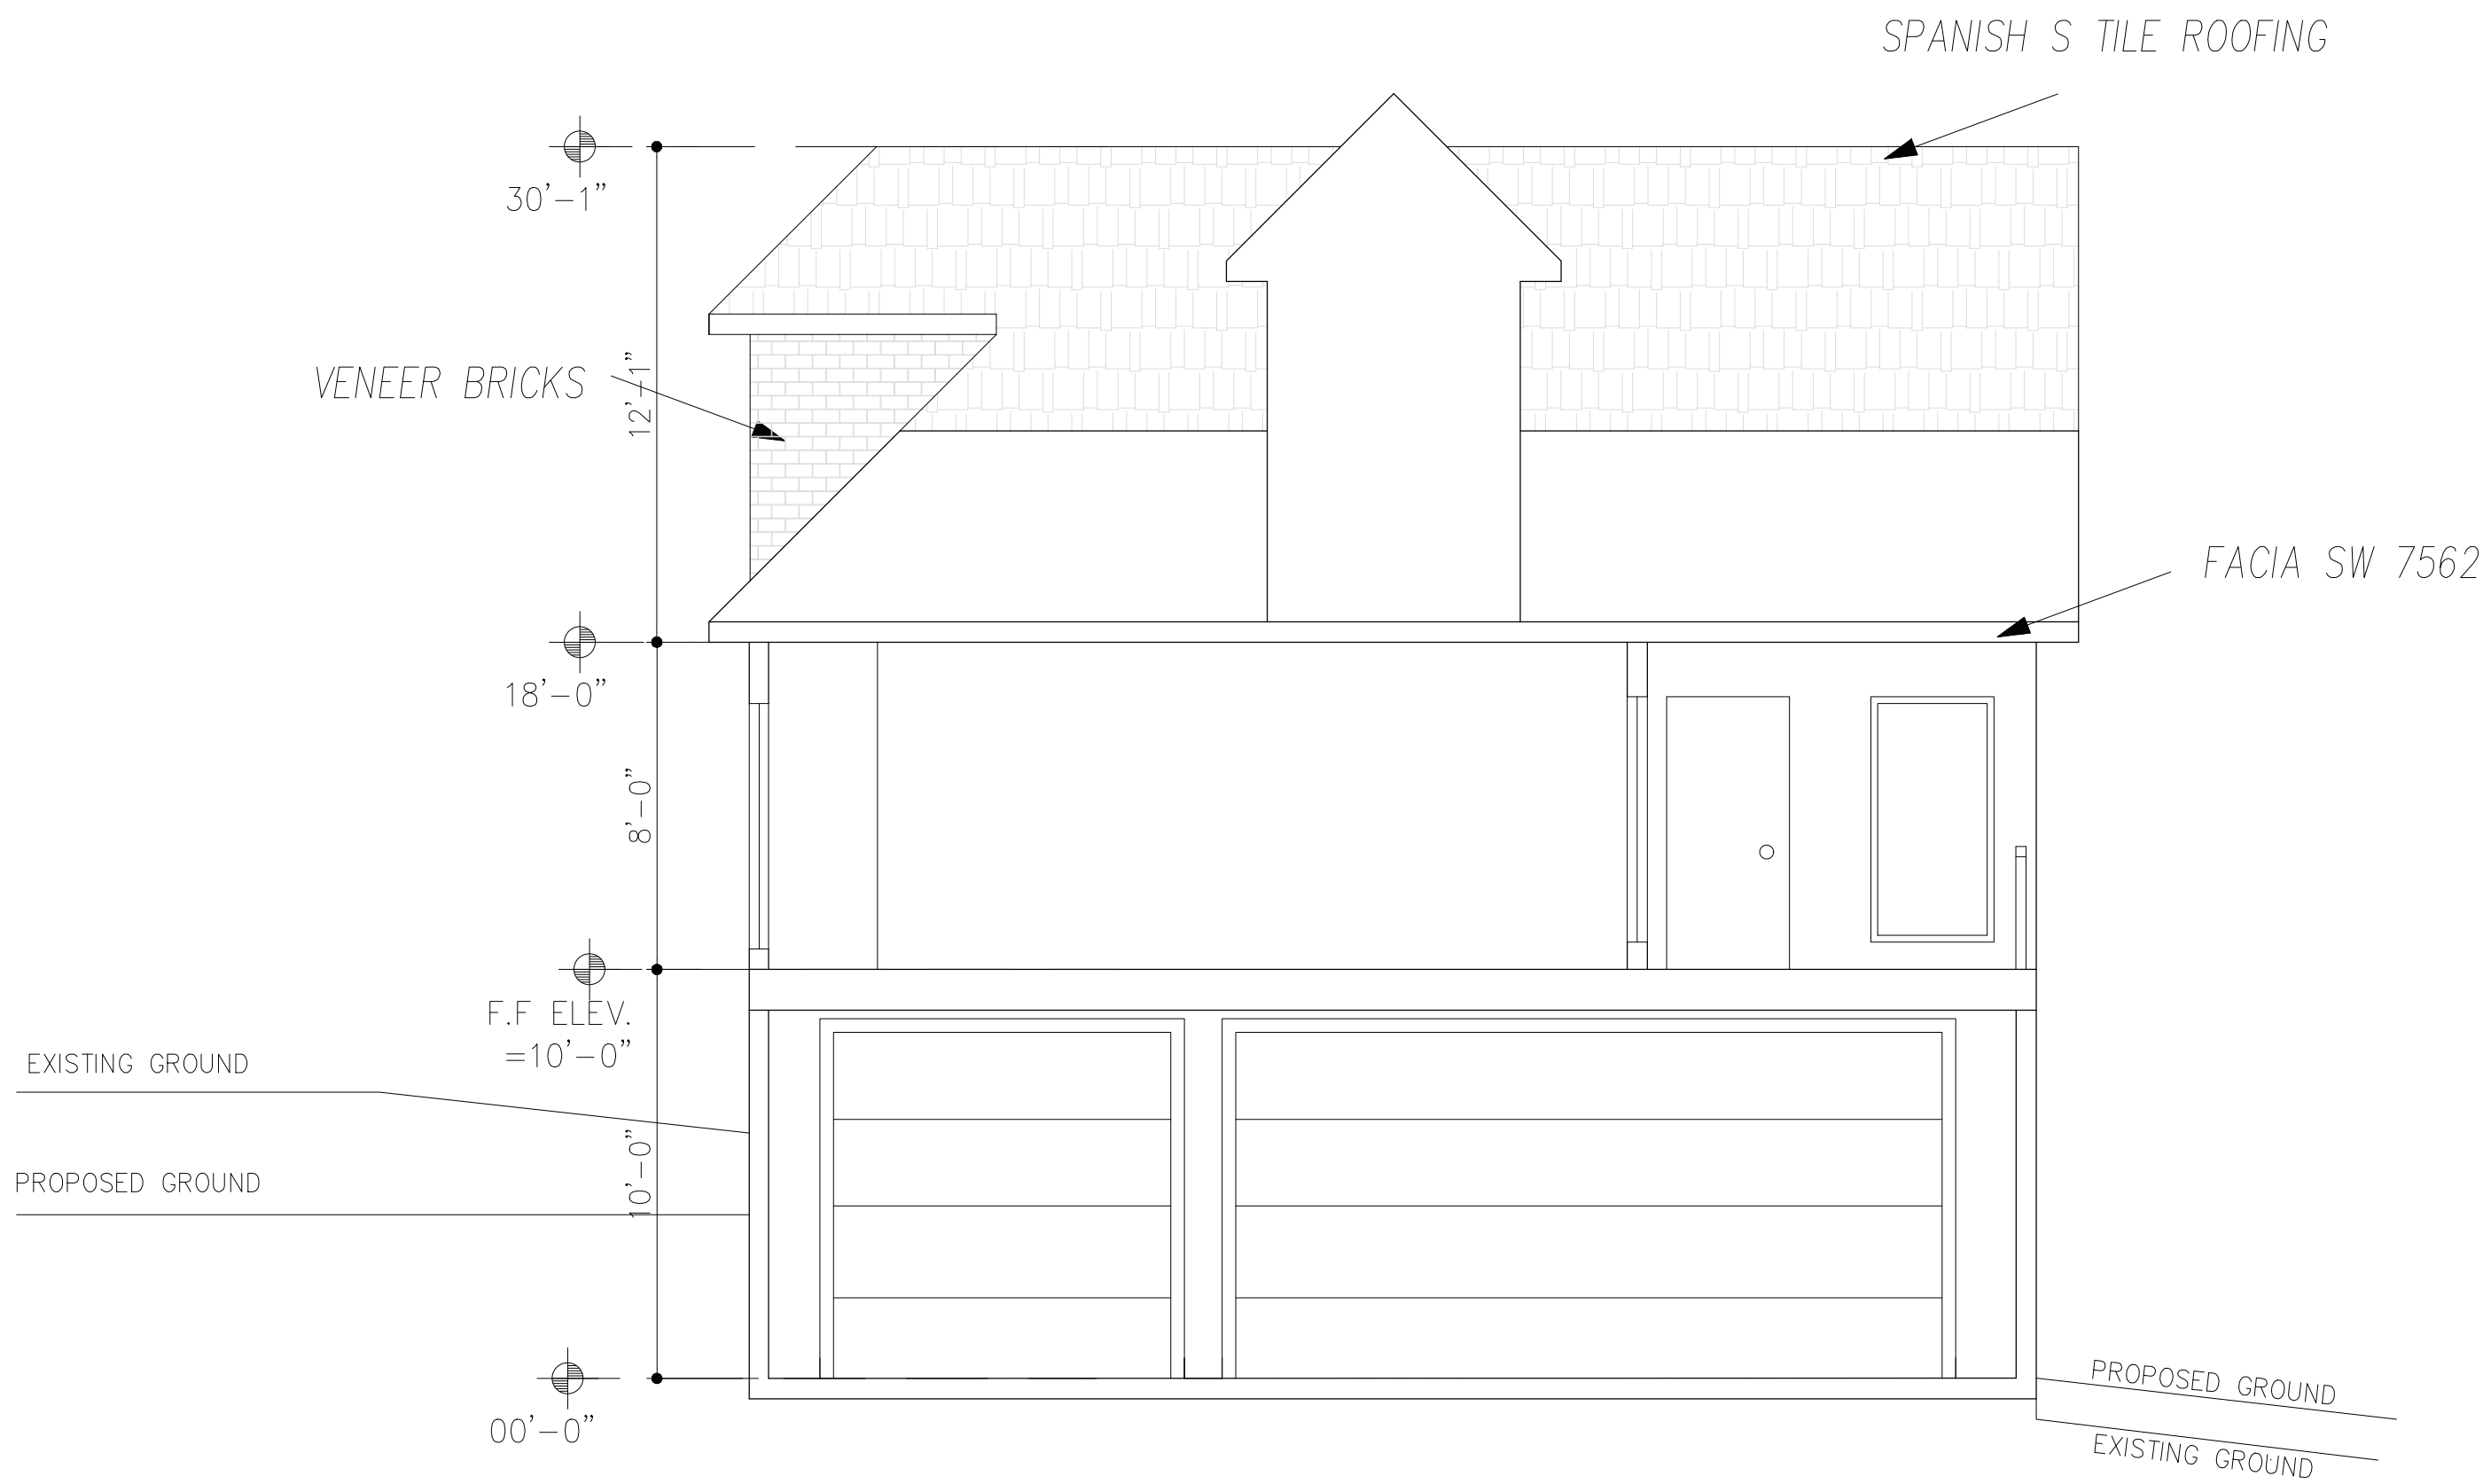 SPANISH S TILE ROOFING
30'-1"
12'-1"
VENEER BRICKS
FACIA SW 7562
18'-0"
8'-0"
F.F ELEV.
=10'-0"
EXISTING GROUND
10'-0"
PROPOSED GROUND
PROPOSED GROUND
00'-0"
EXISTING GROUND